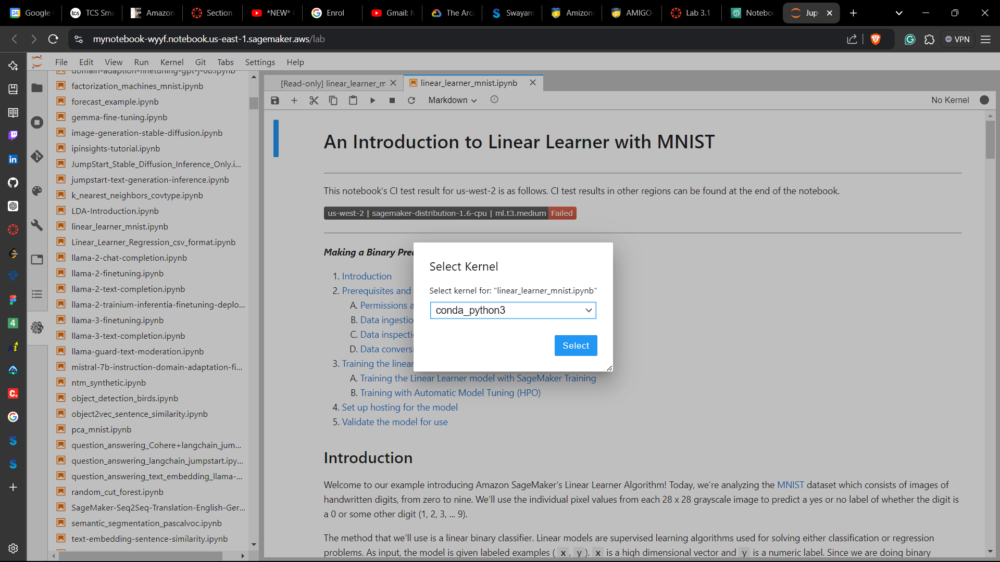 24
Google
tcs
TCS Sma
Amazon
Section
*NEW*
Enrol
Gmail: h
The Arc
Swayam
Amizon
AMIGO-
Lab 3.1
Notebo
Jup
mynotebook-wyyf.notebook.us-east-1.sagemaker.aws/lab
VPN
File
Edit
View
Run
Kernel
Git
Tabs
Settings
Help
domain-adaption-finetuning-gpt-j-6b.ipynb
factorization_machines_mnist.ipynb
forecast_example.ipynb
gemma-fine-tuning.ipynb
image-generation-stable-diffusion.ipynb
ipinsights-tutorial.ipynb
JumpStart_Stable_Diffusion_Inference_Only.i...
jumpstart-text-generation-inference.ipynb
k_nearest_neighbors_covtype.ipynb
LDA-Introduction.ipynb
linear_learner_mnist.ipynb
Linear_Learner_Regression_csv_format.ipynb
llama-2-chat-completion.ipynb
llama-2-finetuning.ipynb
llama-2-text-completion.ipynb
llama-2-trainium-inferentia-finetuning-deplo...
llama-3-finetuning.ipynb
llama-3-text-completion.ipynb
llama-guard-text-moderation.ipynb
mistral-7b-instruction-domain-adaptation-fi...
ntm_synthetic.ipynb
object_detection_birds.ipynb
object2vec_sentence_similarity.ipynb
pca_mnist.ipynb
question_answering_Cohere+langchain_jum...
question_answering_langchain_jumpstart.ipy...
question_answering_text_embedding_llama-...
random_cut_forest.ipynb
SageMaker-Seq2Seq-Translation-English-Ger...
semantic_segmentation_pascalvoc.ipynb
text-embedding-sentence-similarity.ipynb
[Read-only] linear_learner_m
linear_learner_mnist.ipynb
Markdown
No Kernel
An Introduction to Linear Learner with MNIST
This notebook's CI test result for us-west-2 is as follows. CI test results in other regions can be found at the end of the notebook.
us-west-2 | sagemaker-distribution-1.6-cpu | ml.t3.medium Failed
Making a Binary Pre
1. Introduction
2. Prerequisites and
A. Permissions a
B. Data ingestio
C. Data inspecti
D. Data conversi
3. Training the linear
A. Training the Linear Learner model with SageMaker Training
B. Training with Automatic Model Tuning (HPO)
4. Set up hosting for the model
5. Validate the model for use
Select Kernel
Select kernel for: "linear_learner_mnist.ipynb"
conda_python3
Select
Introduction
Welcome to our example introducing Amazon SageMaker's Linear Learner Algorithm! Today, we're analyzing the MNIST dataset which consists of images of
handwritten digits, from zero to nine. We'll use the individual pixel values from each 28 x 28 grayscale image to predict a yes or no label of whether the digit is
a 0 or some other digit (1, 2, 3, ... 9).
The method that we'll use is a linear binary classifier. Linear models are supervised learning algorithms used for solving either classification or regression
problems. As input, the model is given labeled examples ( x , y ). x is a high dimensional vector and y is a numeric label. Since we are doing binary